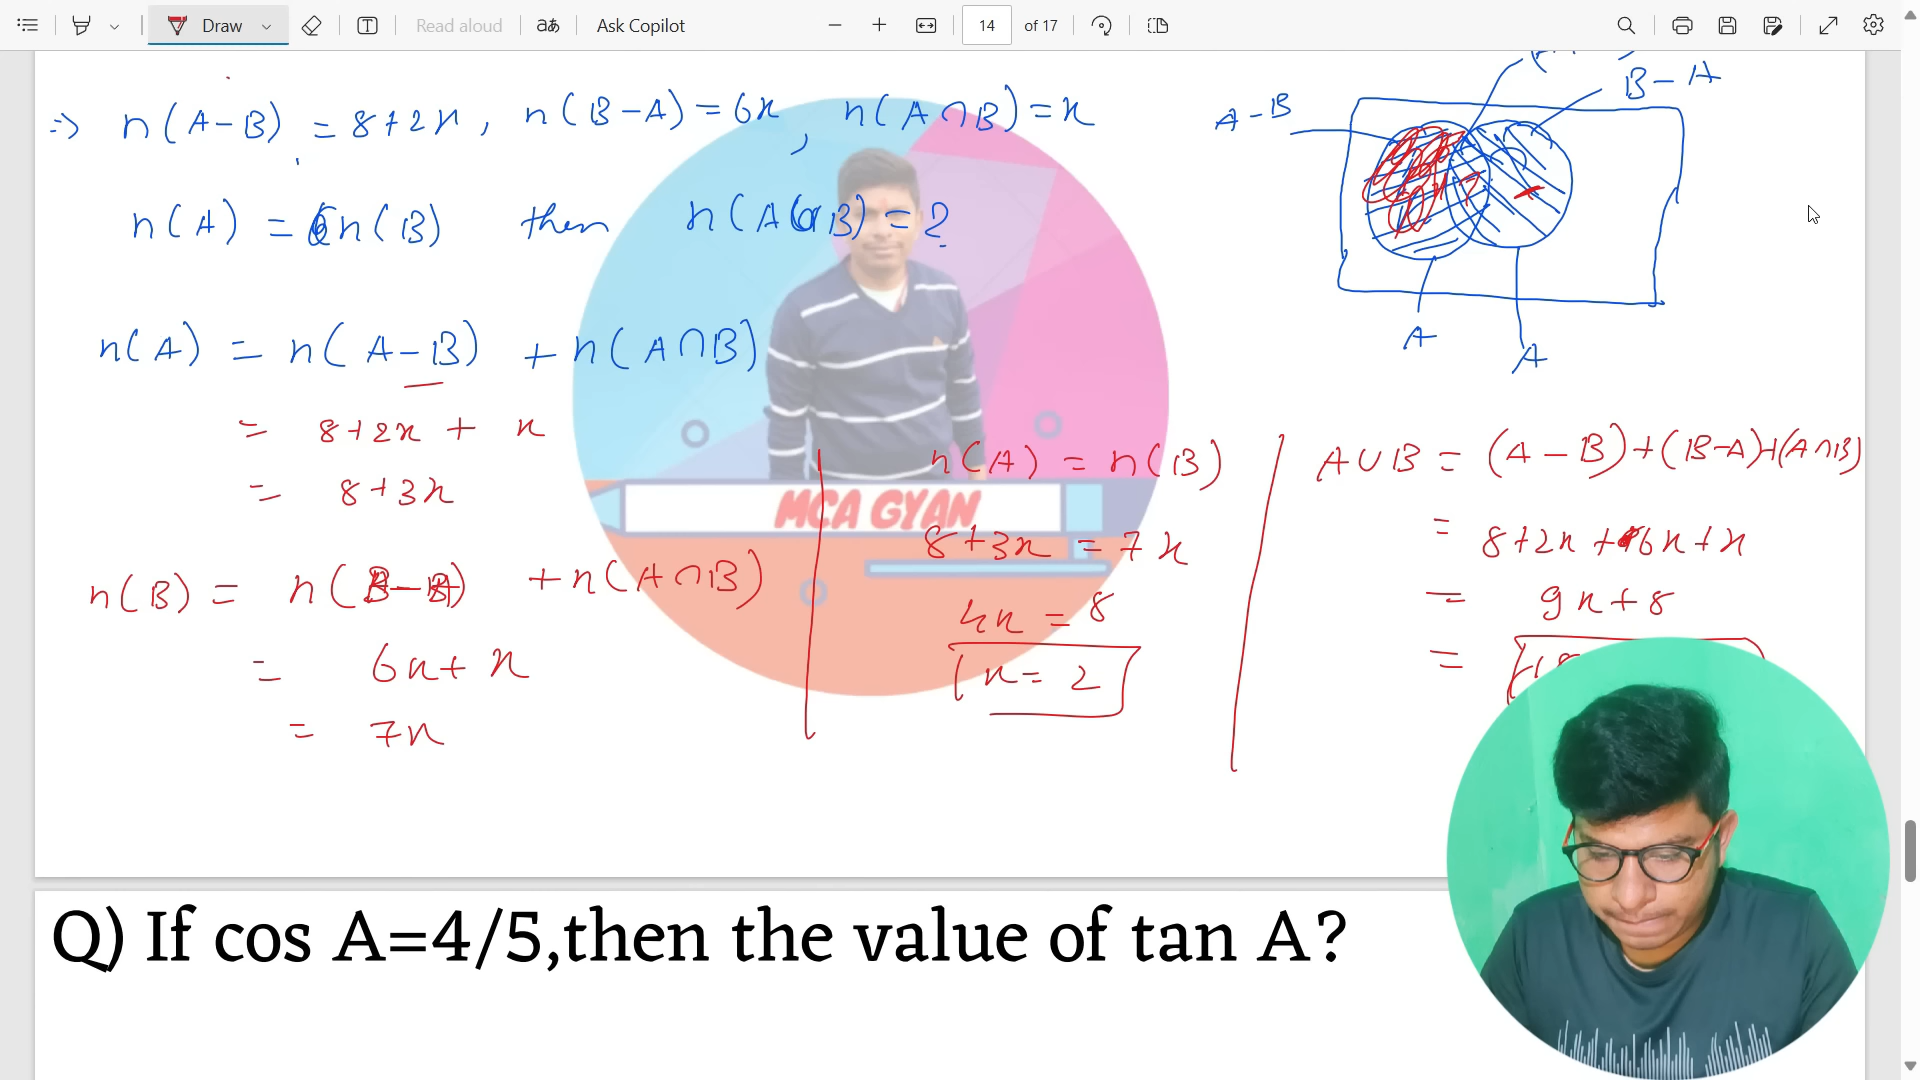 Draw Read aloud aあ Ask Copilot 14 of 17
B - A
A - B
=> n(A-B) = 8+2x, n(B-A) = 6x, n(A∩B) = x
n(A) = n(B) then n(A B) = ?
A
A
n(A) = n(A-B) + n(A∩B)
= 8+2x + x
= 8+3x
n(B) = n(B-A) + n(A∩B)
= 6x + x
= 7x
n(A) = n(B)
8+3x = 7x
4x = 8
x = 2
A∪B = (A-B)+(B-A)+(A∩B)
= 8+2x+6x+x
= 9x+8
=
MCA GYAN
Q) If cos A=4/5,then the value of tan A?